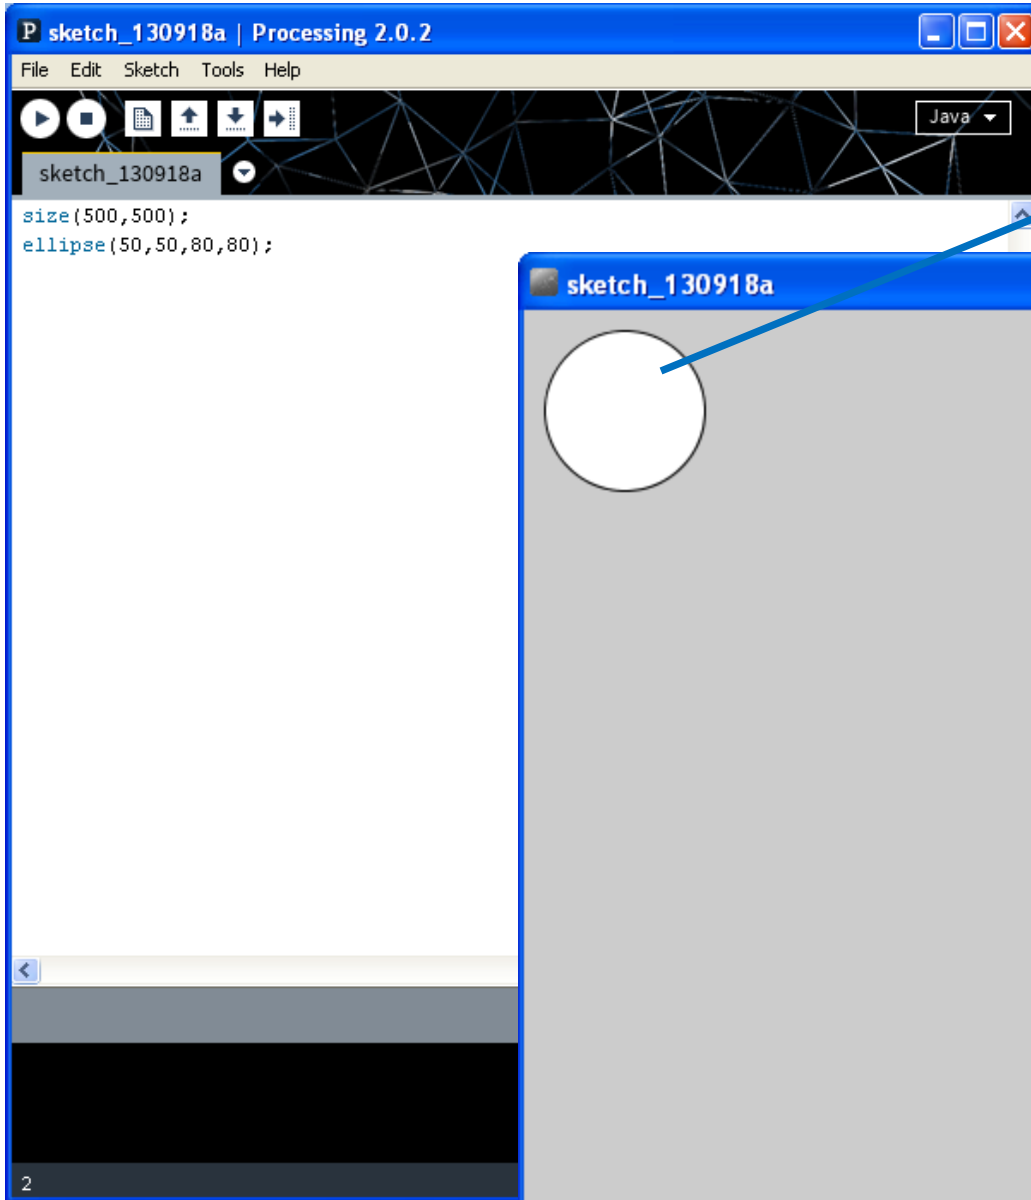 P sketch_130918a | Processing 2.0.2
File Edit Sketch Tools Help
Java
sketch_130918a
size(500,500);
ellipse(50,50,80,80);
sketch_130918a
2